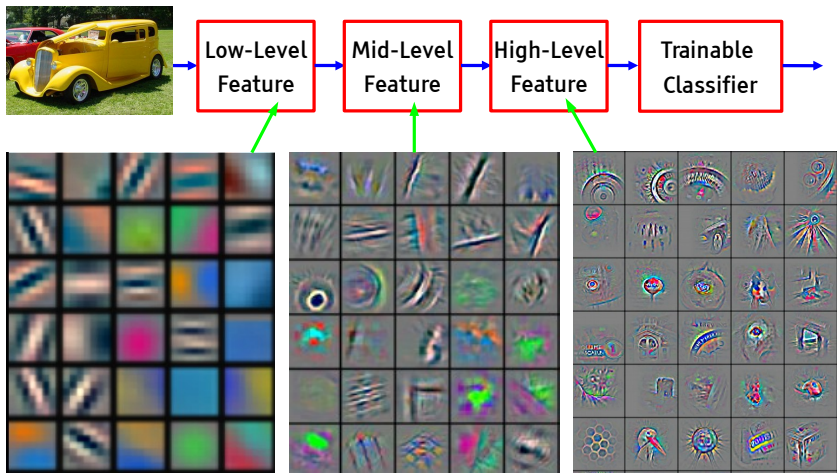 Low-Level
Feature
Mid-Level
Feature
High-Level
Feature
Trainable
Classifier